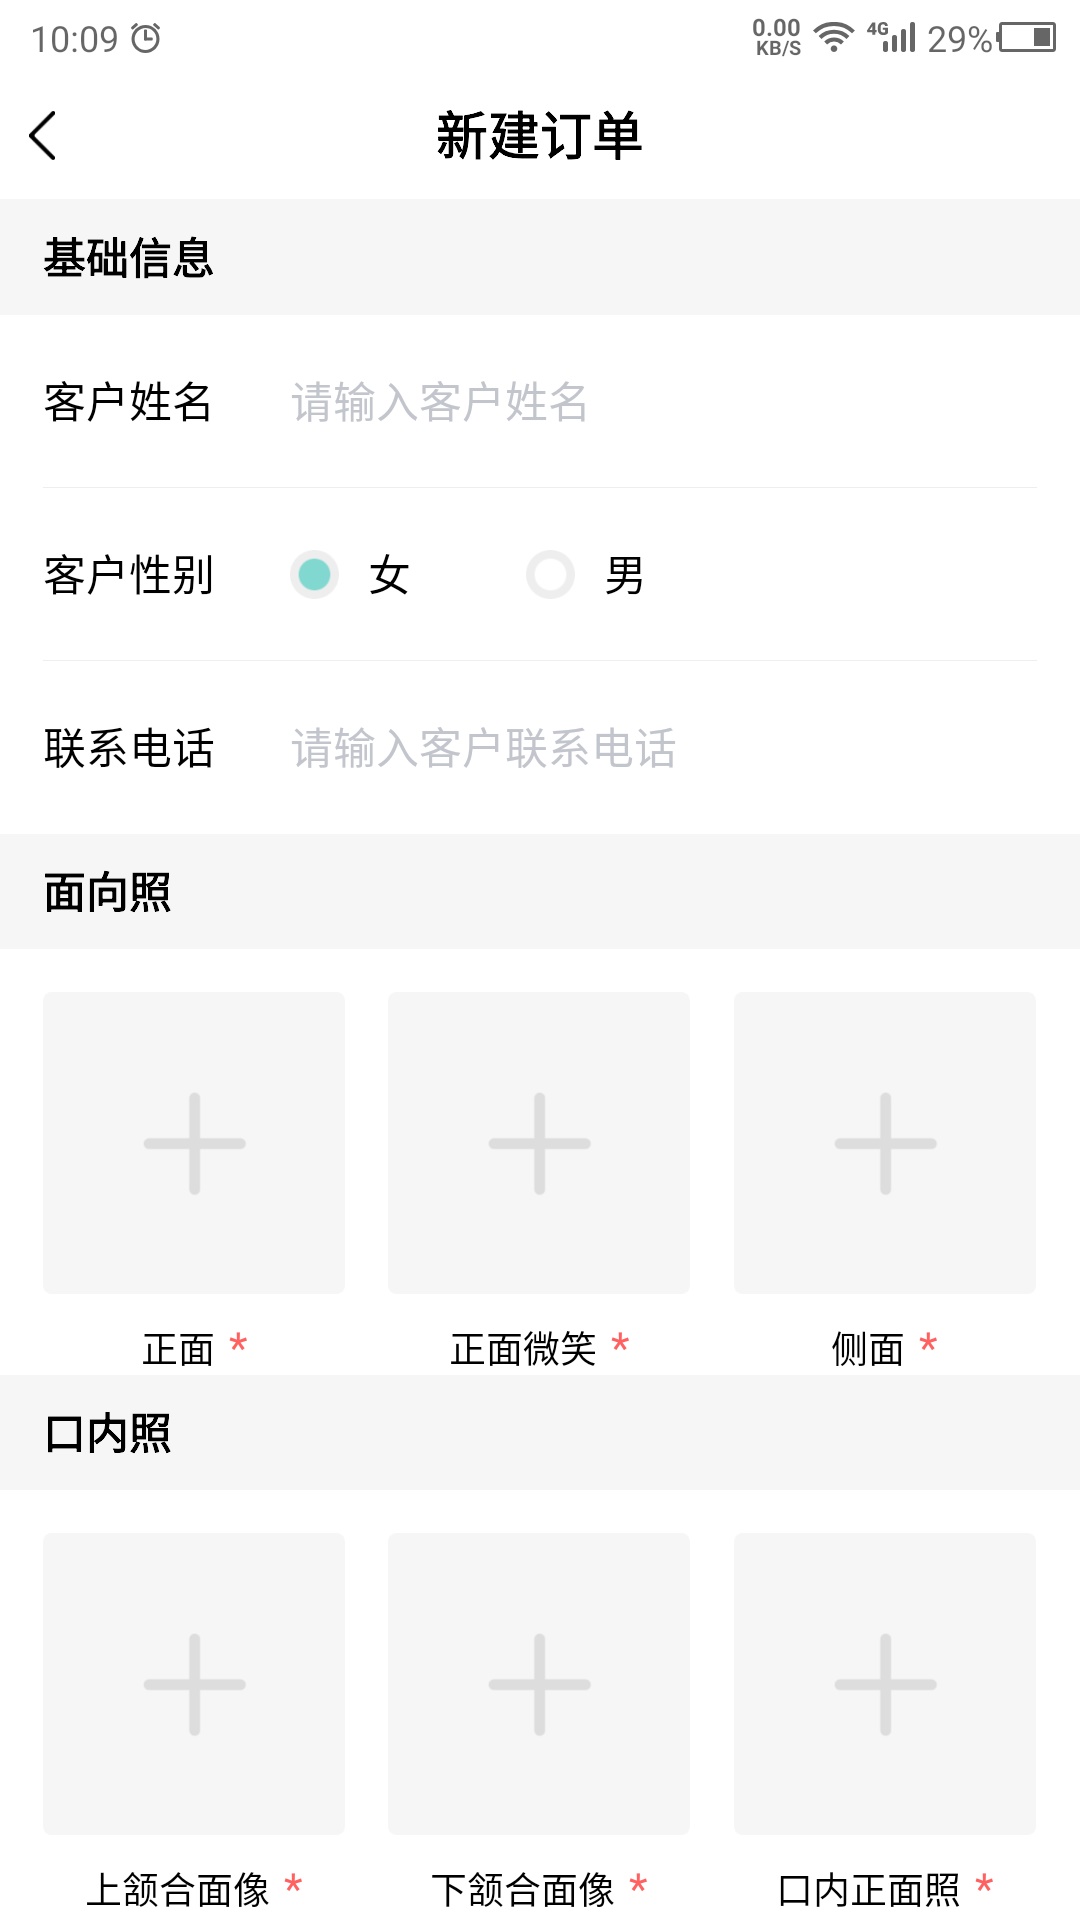 10:09 0.00 KB/S 4G 29%
新建订单
基础信息
客户姓名 请输入客户姓名
客户性别 女 男
联系电话 请输入客户联系电话
面向照
正面 * 正面微笑 * 侧面 *
口内照
上颌合面像 * 下颌合面像 * 口内正面照 *